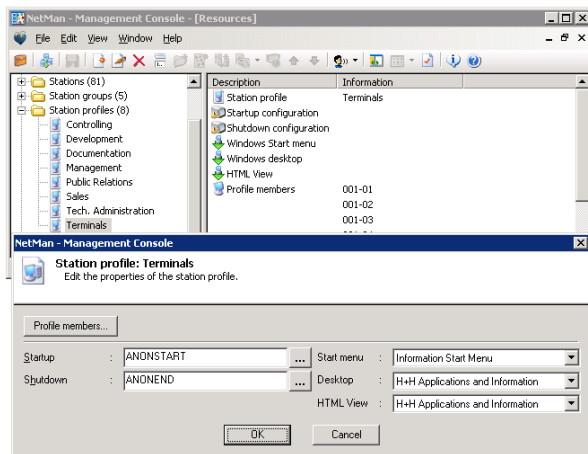 NetMan - Management Console - [Resources]
File Edit View Window Help
Stations (81)
Station groups (5)
Station profiles (8)
Controlling
Development
Documentation
Management
Public Relations
Sales
Tech. Administration
Terminals
Description Information
Station profile Terminals
Startup configuration
Shutdown configuration
Windows Start menu
Windows desktop
HTML View
Profile members 001-01
001-02
001-03
NetMan - Management Console
Station profile: Terminals
Edit the properties of the station profile.
Profile members...
Startup : ANONSTART ... Start menu : Information Start Menu
Shutdown : ANONEND ... Desktop : H+H Applications and Information
HTML View : H+H Applications and Information
OK Cancel